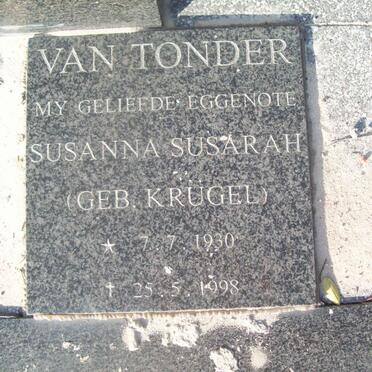 VAN TONDER
MY GELIEFDE EGGENOTE
SUSANNA SUSARAH
(GEB. KRÜGEL)
* 7.7.1930
† 25.5.1998